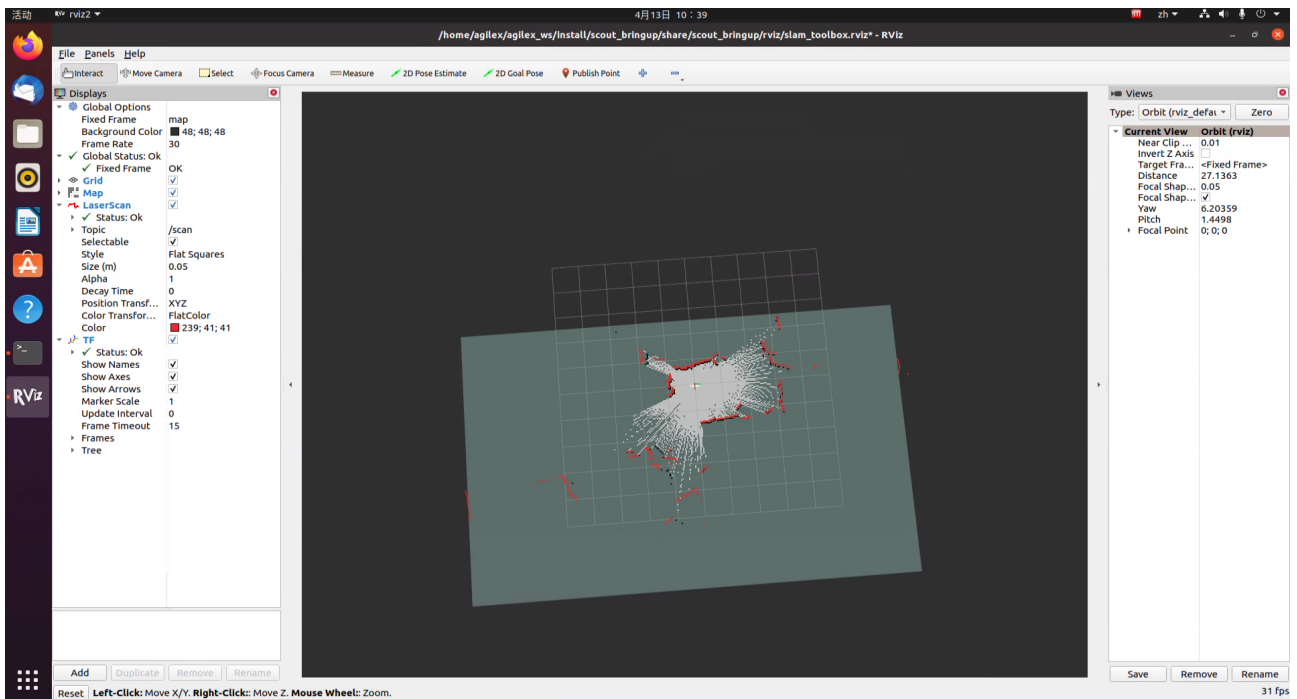 活动 RViz rviz2 4月13日 10:39 zh
/home/agilex/agilex_ws/install/scout_bringup/share/scout_bringup/rviz/slam_toolbox.rviz* - RViz
File Panels Help
Interact Move Camera Select Focus Camera Measure 2D Pose Estimate 2D Goal Pose Publish Point
Displays
Global Options
Fixed Frame map
Background Color 48; 48; 48
Frame Rate 30
Global Status: Ok
Fixed Frame OK
Grid
Map
LaserScan
Status: Ok
Topic /scan
Selectable
Style Flat Squares
Size (m) 0.05
Alpha 1
Decay Time 0
Position Transf... XYZ
Color Transfor... FlatColor
Color 239; 41; 41
TF
Status: Ok
Show Names
Show Axes
Show Arrows
Marker Scale 1
Update Interval 0
Frame Timeout 15
Frames
Tree
Add Duplicate Remove Rename
Reset Left-Click: Move X/Y. Right-Click:: Move Z. Mouse Wheel:: Zoom. 31 fps
Views
Type: Orbit (rviz_defau Zero
Current View Orbit (rviz)
Near Clip ... 0.01
Invert Z Axis
Target Fra... <Fixed Frame>
Distance 27.1363
Focal Shap... 0.05
Focal Shap...
Yaw 6.20359
Pitch 1.4498
Focal Point 0; 0; 0
Save Remove Rename
RViz